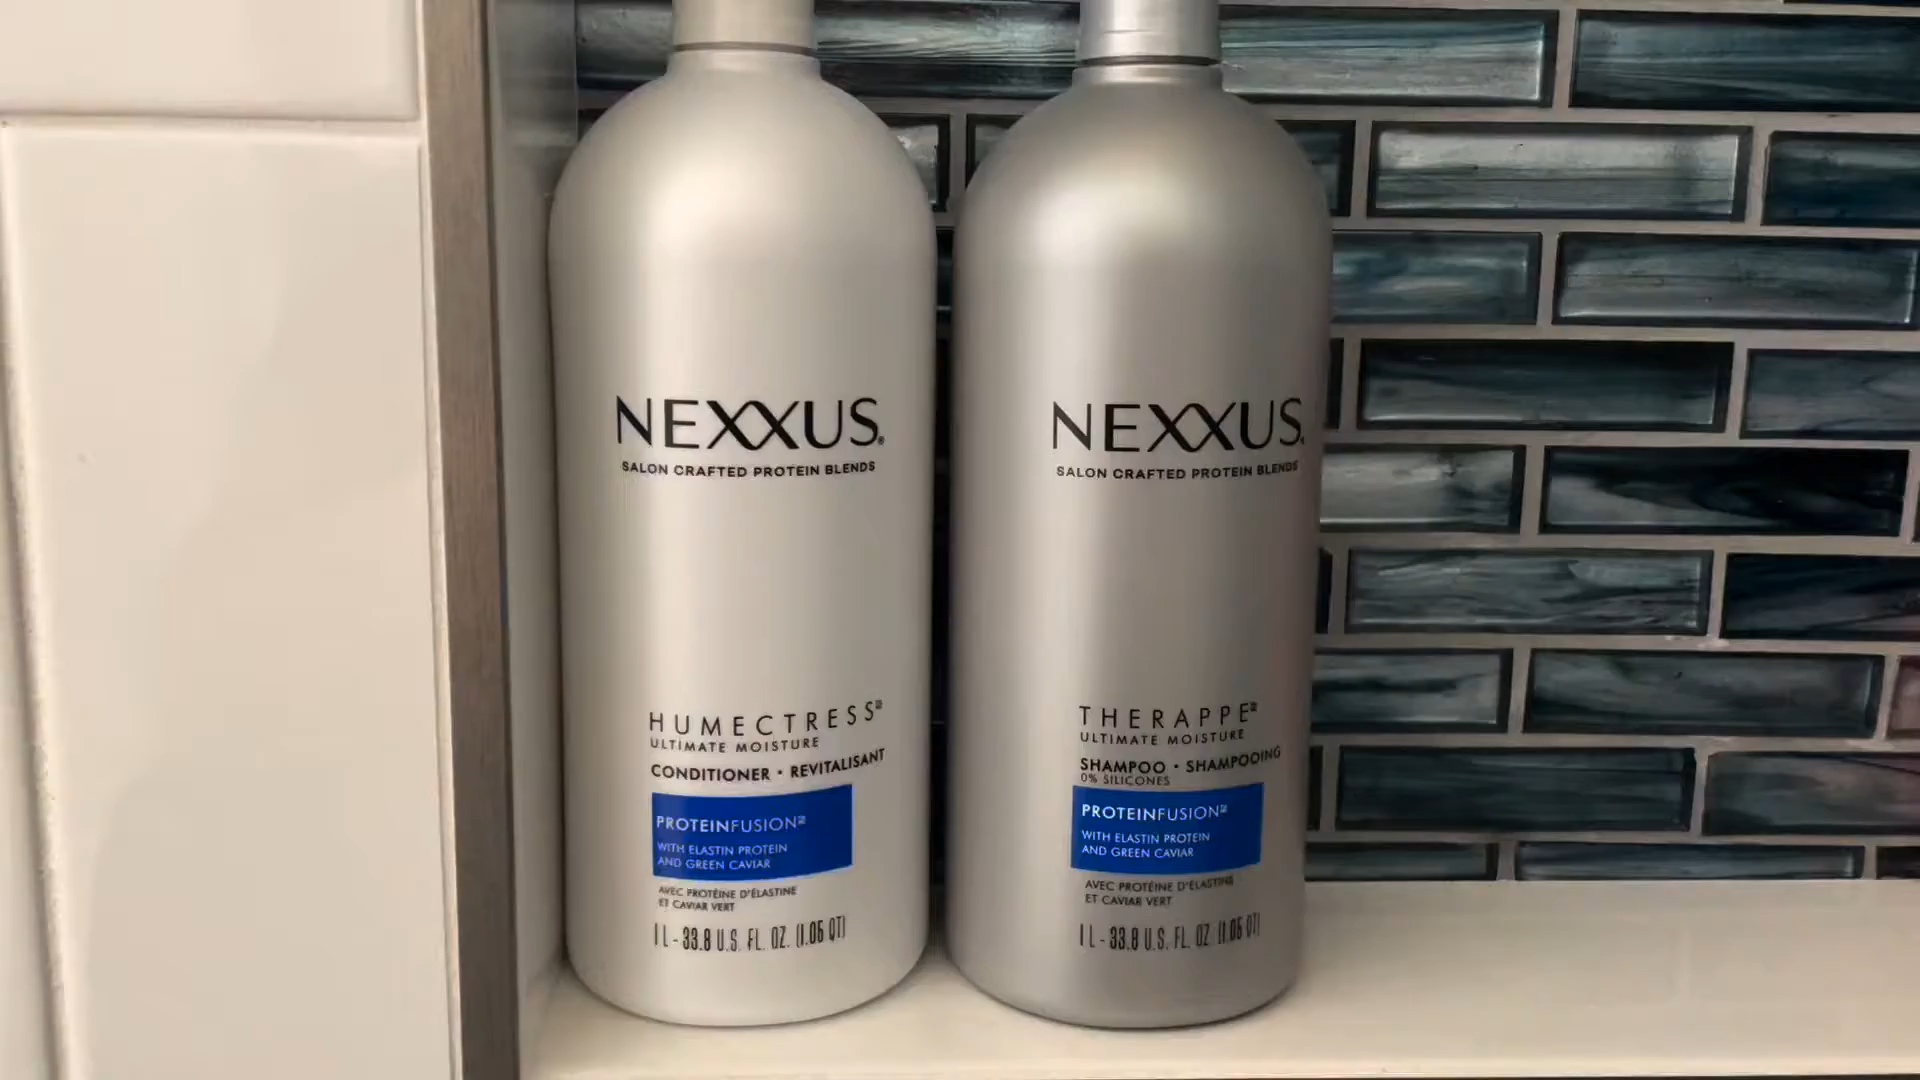 NEXXUS®
SALON CRAFTED PROTEIN BLENDS
HUMECTRESS
ULTIMATE MOISTURE
CONDITIONER • REVITALISANT
PROTEINFUSION
WITH ELASTIN PROTEIN
AND GREEN CAVIAR
AVEC PROTÉINE D'ÉLASTINE
ET CAVIAR VERT
1 L - 33.8 U.S. FL. OZ. (1.05 QT)
NEXXUS
SALON CRAFTED PROTEIN BLENDS
THERAPPE
ULTIMATE MOISTURE
SHAMPOO • SHAMPOOING
0% SILICONES
PROTEINFUSION
WITH ELASTIN PROTEIN
AND GREEN CAVIAR
AVEC PROTÉINE D'ÉLASTINE
ET CAVIAR VERT
1 L - 33.8 U.S. FL. OZ. (1.05 QT)